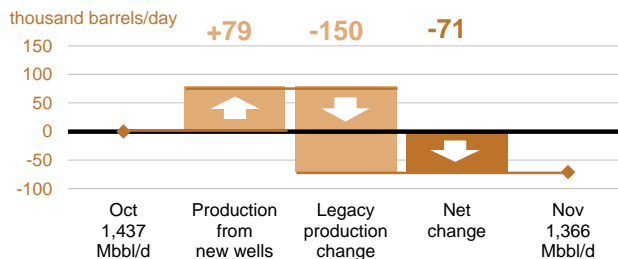 thousand barrels/day
+79 -150 -71
150
100
50
0
-50
-100
Oct
1,437
Mbbl/d
Production
from
new wells
Legacy
production
change
Net
change
Nov
1,366
Mbbl/d